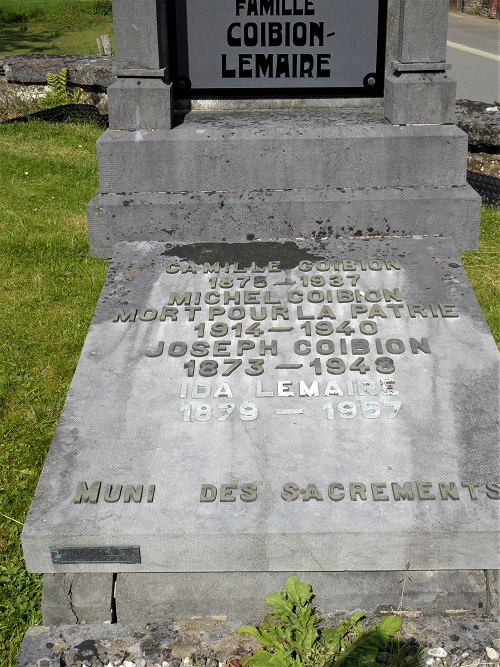 FAMILLE
COIBION-
LEMAIRE
CAMILLE COIBION
1875-1937
MICHEL COIBION
MORT POUR LA PATRIE
1914-1940
JOSEPH COIBION
1873-1948
IDA LEMAIRE
1879 - 1957
MUNI DES SACREMENTS